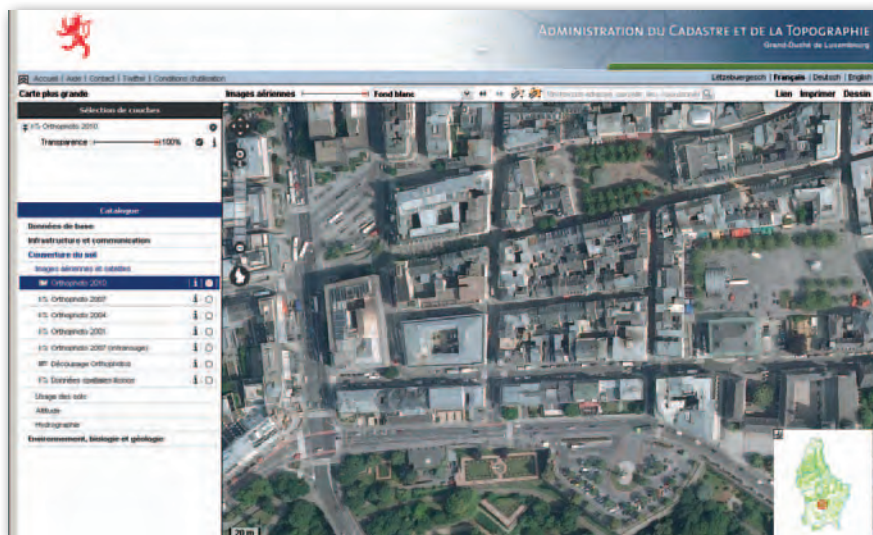 ADMINISTRATION DU CADASTRE ET DE LA TOPOGRAPHIE
Grand-Duché de Luxembourg
Accueil | Aide | Contact | Twitter | Conditions d'utilisation
Lëtzebuergesch | Français | Deutsch | English
Carte plus grande
Images aériennes
Fond blanc
Lien Imprimer Dessin
Sélection de couches
Orthophoto 2010
Transparence 100%
Catalogue
Données de base
Infrastructure et communication
Couverture du sol
Images aériennes et satellites
Orthophoto 2010
Orthophoto 2007
Orthophoto 2004
Orthophoto 2001
Orthophoto 2007 (infrarouge)
Découpage Orthophotos
Données spatiales Ikonos
Usage des sols
Altitude
Hydrographie
Environnement, biologie et géologie
20 m